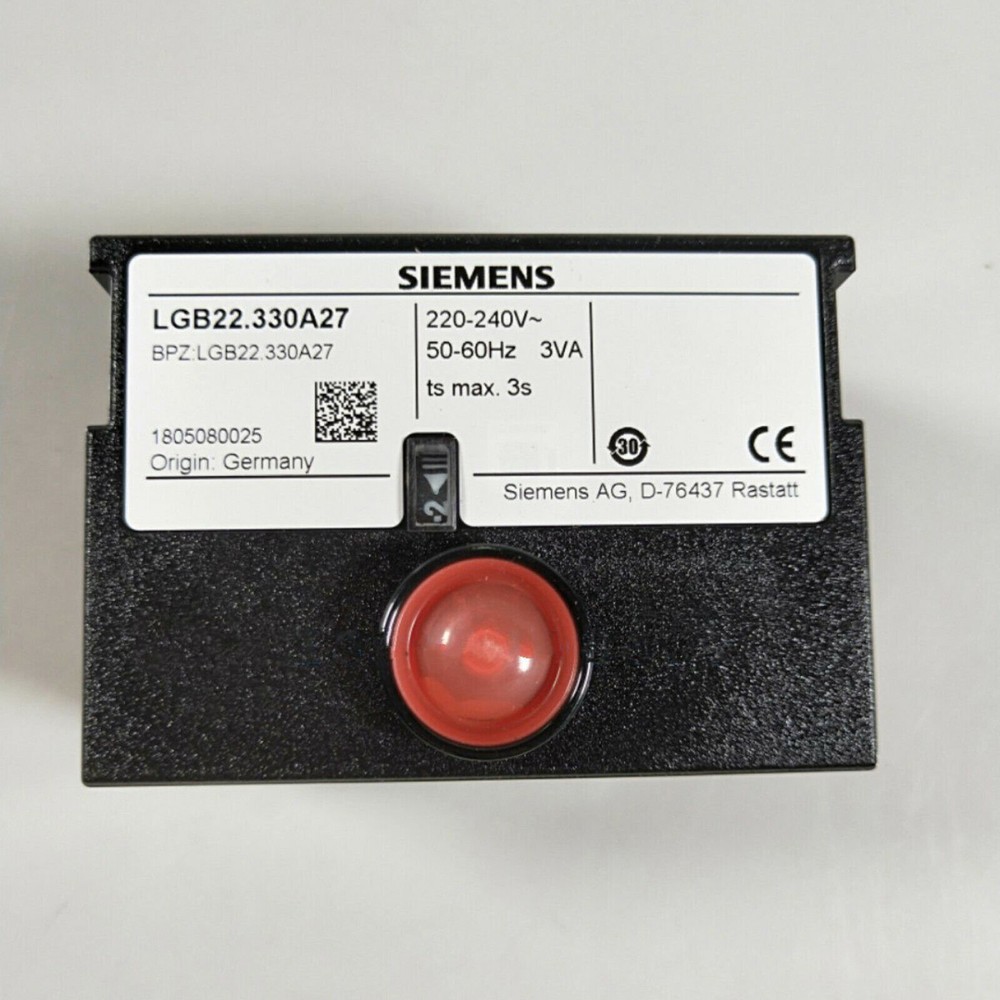 SIEMENS
LGB22.330A27
BPZ:LGB22.330A27
1805080025
Origin: Germany
220-240V~
50-60Hz 3VA
ts max. 3s
30
CE
Siemens AG, D-76437 Rastatt